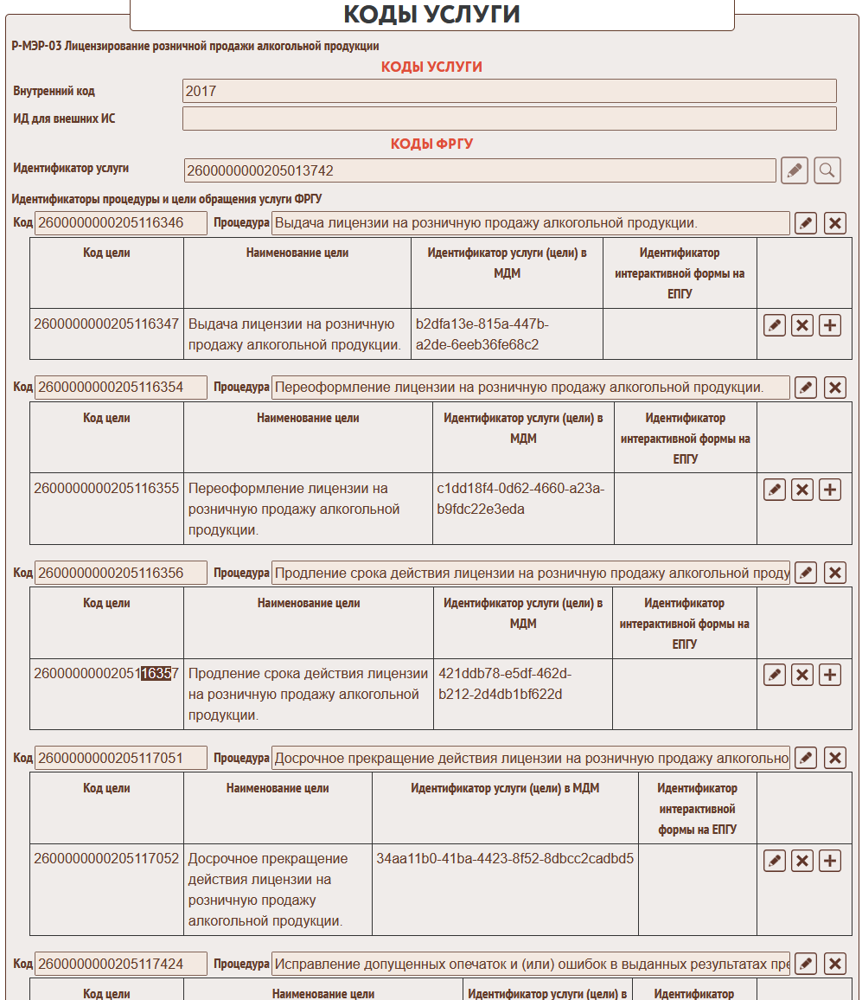 КОДЫ УСЛУГИ
Р-МЭР-03 Лицензирование розничной продажи алкогольной продукции
КОДЫ УСЛУГИ
Внутренний код 2017
ИД для внешних ИС
КОДЫ ФРГУ
Идентификатор услуги 2600000000205013742
Идентификаторы процедуры и цели обращения услуги ФРГУ
Код 2600000000205116346 Процедура Выдача лицензии на розничную продажу алкогольной продукции.
Код цели Наименование цели Идентификатор услуги (цели) в Идентификатор
МДМ интерактивной формы на
ЕПГУ
2600000000205116347 Выдача лицензии на розничную b2dfa13e-815a-447b-
продажу алкогольной продукции. a2de-6eeb36fe68c2
Код 2600000000205116354 Процедура Переоформление лицензии на розничную продажу алкогольной продукции.
Код цели Наименование цели Идентификатор услуги (цели) в Идентификатор
МДМ интерактивной формы на
ЕПГУ
2600000000205116355 Переоформление лицензии на c1dd18f4-0d62-4660-a23a-
розничную продажу алкогольной b9fdc22e3eda
продукции.
Код 2600000000205116356 Процедура Продление срока действия лицензии на розничную продажу алкогольной проду
Код цели Наименование цели Идентификатор услуги (цели) в Идентификатор
МДМ интерактивной формы на
ЕПГУ
2600000000205116357 Продление срока действия лицензии 421ddb78-e5df-462d-
на розничную продажу алкогольной b212-2d4db1bf622d
продукции.
Код 2600000000205117051 Процедура Досрочное прекращение действия лицензии на розничную продажу алкогольно
Код цели Наименование цели Идентификатор услуги (цели) в МДМ Идентификатор
интерактивной
формы на ЕПГУ
2600000000205117052 Досрочное прекращение 34aa11b0-41ba-4423-8f52-8dbcc2cadbd5
действия лицензии на
розничную продажу
алкогольной продукции.
Код 2600000000205117424 Процедура Исправление допущенных опечаток и (или) ошибок в выданных результатах пре
Код цели Наименование цели Идентификатор услуги (цели) в Идентификатор